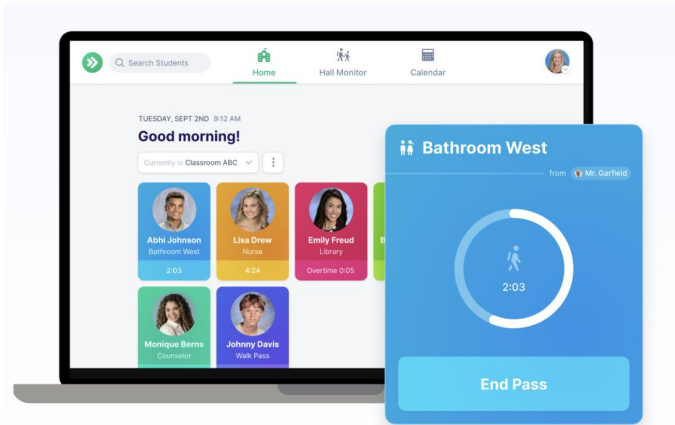 Search Students
Home
Hall Monitor
Calendar
TUESDAY, SEPT 2ND 9:12 AM
Good morning!
Currently in Classroom ABC
Abhi Johnson
Bathroom West
2:03
Lisa Drew
Nurse
4:24
Emily Freud
Library
Overtime 0:05
B
Monique Berns
Counselor
Johnny Davis
Walk Pass
Bathroom West
from Mr. Garfield
2:03
End Pass